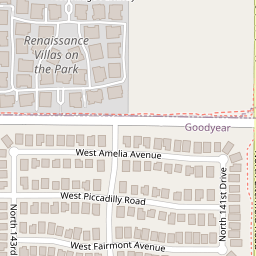 Renaissance
Villas on
the Park
Goodyear
West Amelia Avenue
West Piccadilly Road
North 141st Drive
North 143rd
West Fairmont Avenue